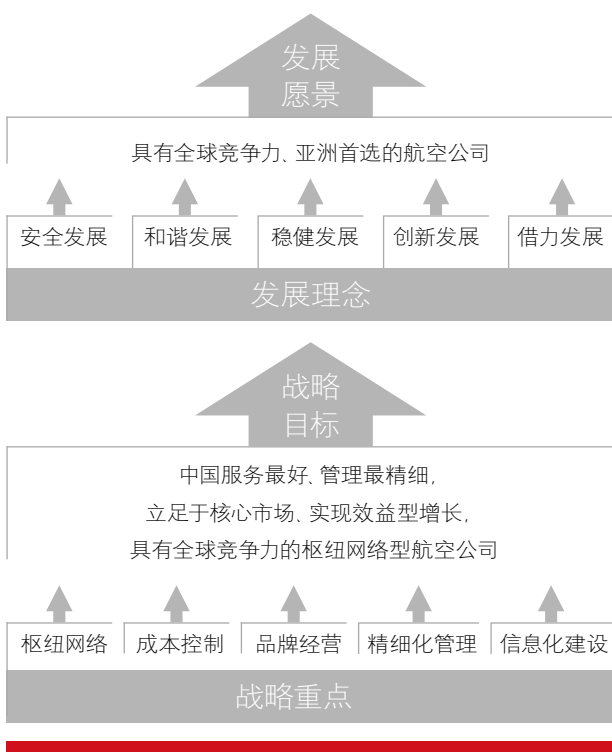 发展
愿景
具有全球竞争力、亚洲首选的航空公司
安全发展 和谐发展 稳健发展 创新发展 借力发展
发展理念
战略
目标
中国服务最好、管理最精细,
立足于核心市场、实现效益型增长,
具有全球竞争力的枢纽网络型航空公司
枢纽网络 成本控制 品牌经营 精细化管理 信息化建设
战略重点